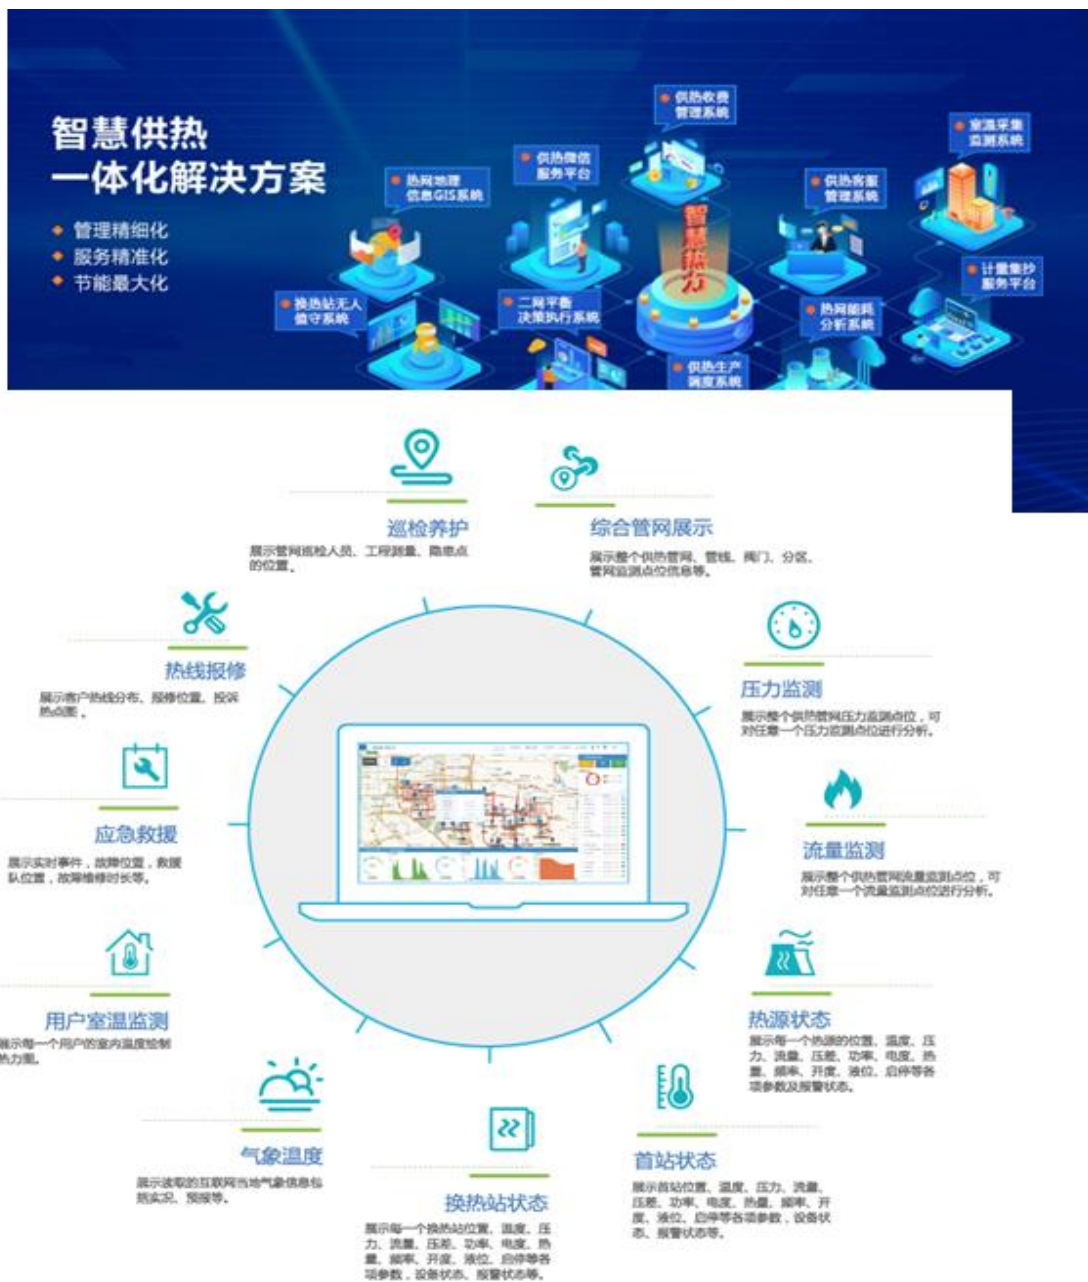 智慧供热
一体化解决方案
管理精细化
服务精准化
节能最大化
供热收费
管理系统
室温采集
监测系统
供热微信
服务平台
热网地理
信息GIS系统
供热客服
管理系统
智慧热力
计量集抄
服务平台
换热站无人
值守系统
二网平衡
决策执行系统
热网能耗
分析系统
供热生产
调度系统
巡检养护
展示管网巡检人员、工程测量、隐患点
的位置。
综合管网展示
展示整个供热管网、管线、阀门、分区、
管网监测点位信息等。
热线报修
展示客户热线分布、报修位置、投诉
热点图。
压力监测
展示整个供热管网压力监测点位，可
对任意一个压力监测点位进行分析。
应急救援
展示实时事件，故障位置，救援
队位置，故障维修时长等。
流量监测
展示整个供热管网流量监测点位，可
对任意一个流量监测点位进行分析。
用户室温监测
展示每一个用户的室内温度绘制
热力图。
热源状态
展示每一个热源的位置、温度、压
力、流量、压差、功率、电度、热
量、频率、开度、液位、启停等各
项参数及报警状态。
气象温度
展示读取的互联网当地气象信息包
括实况、预报等。
换热站状态
展示每一个换热站位置、温度、压
力、流量、压差、功率、电度、热
量、频率、开度、液位、启停等各
项参数，设备状态、报警状态等。
首站状态
展示首站位置、温度、压力、流量、
压差、功率、电度、热量、频率、开
度、液位、启停等各项参数，设备状
态、报警状态等。